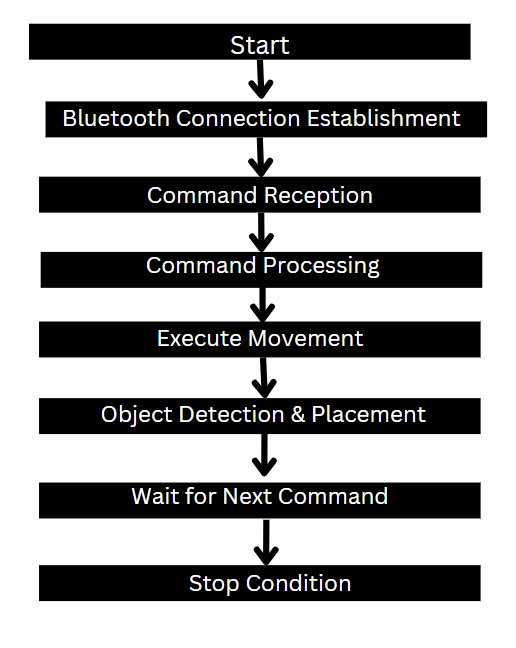 Start
Bluetooth Connection Establishment
Command Reception
Command Processing
Execute Movement
Object Detection & Placement
Wait for Next Command
Stop Condition